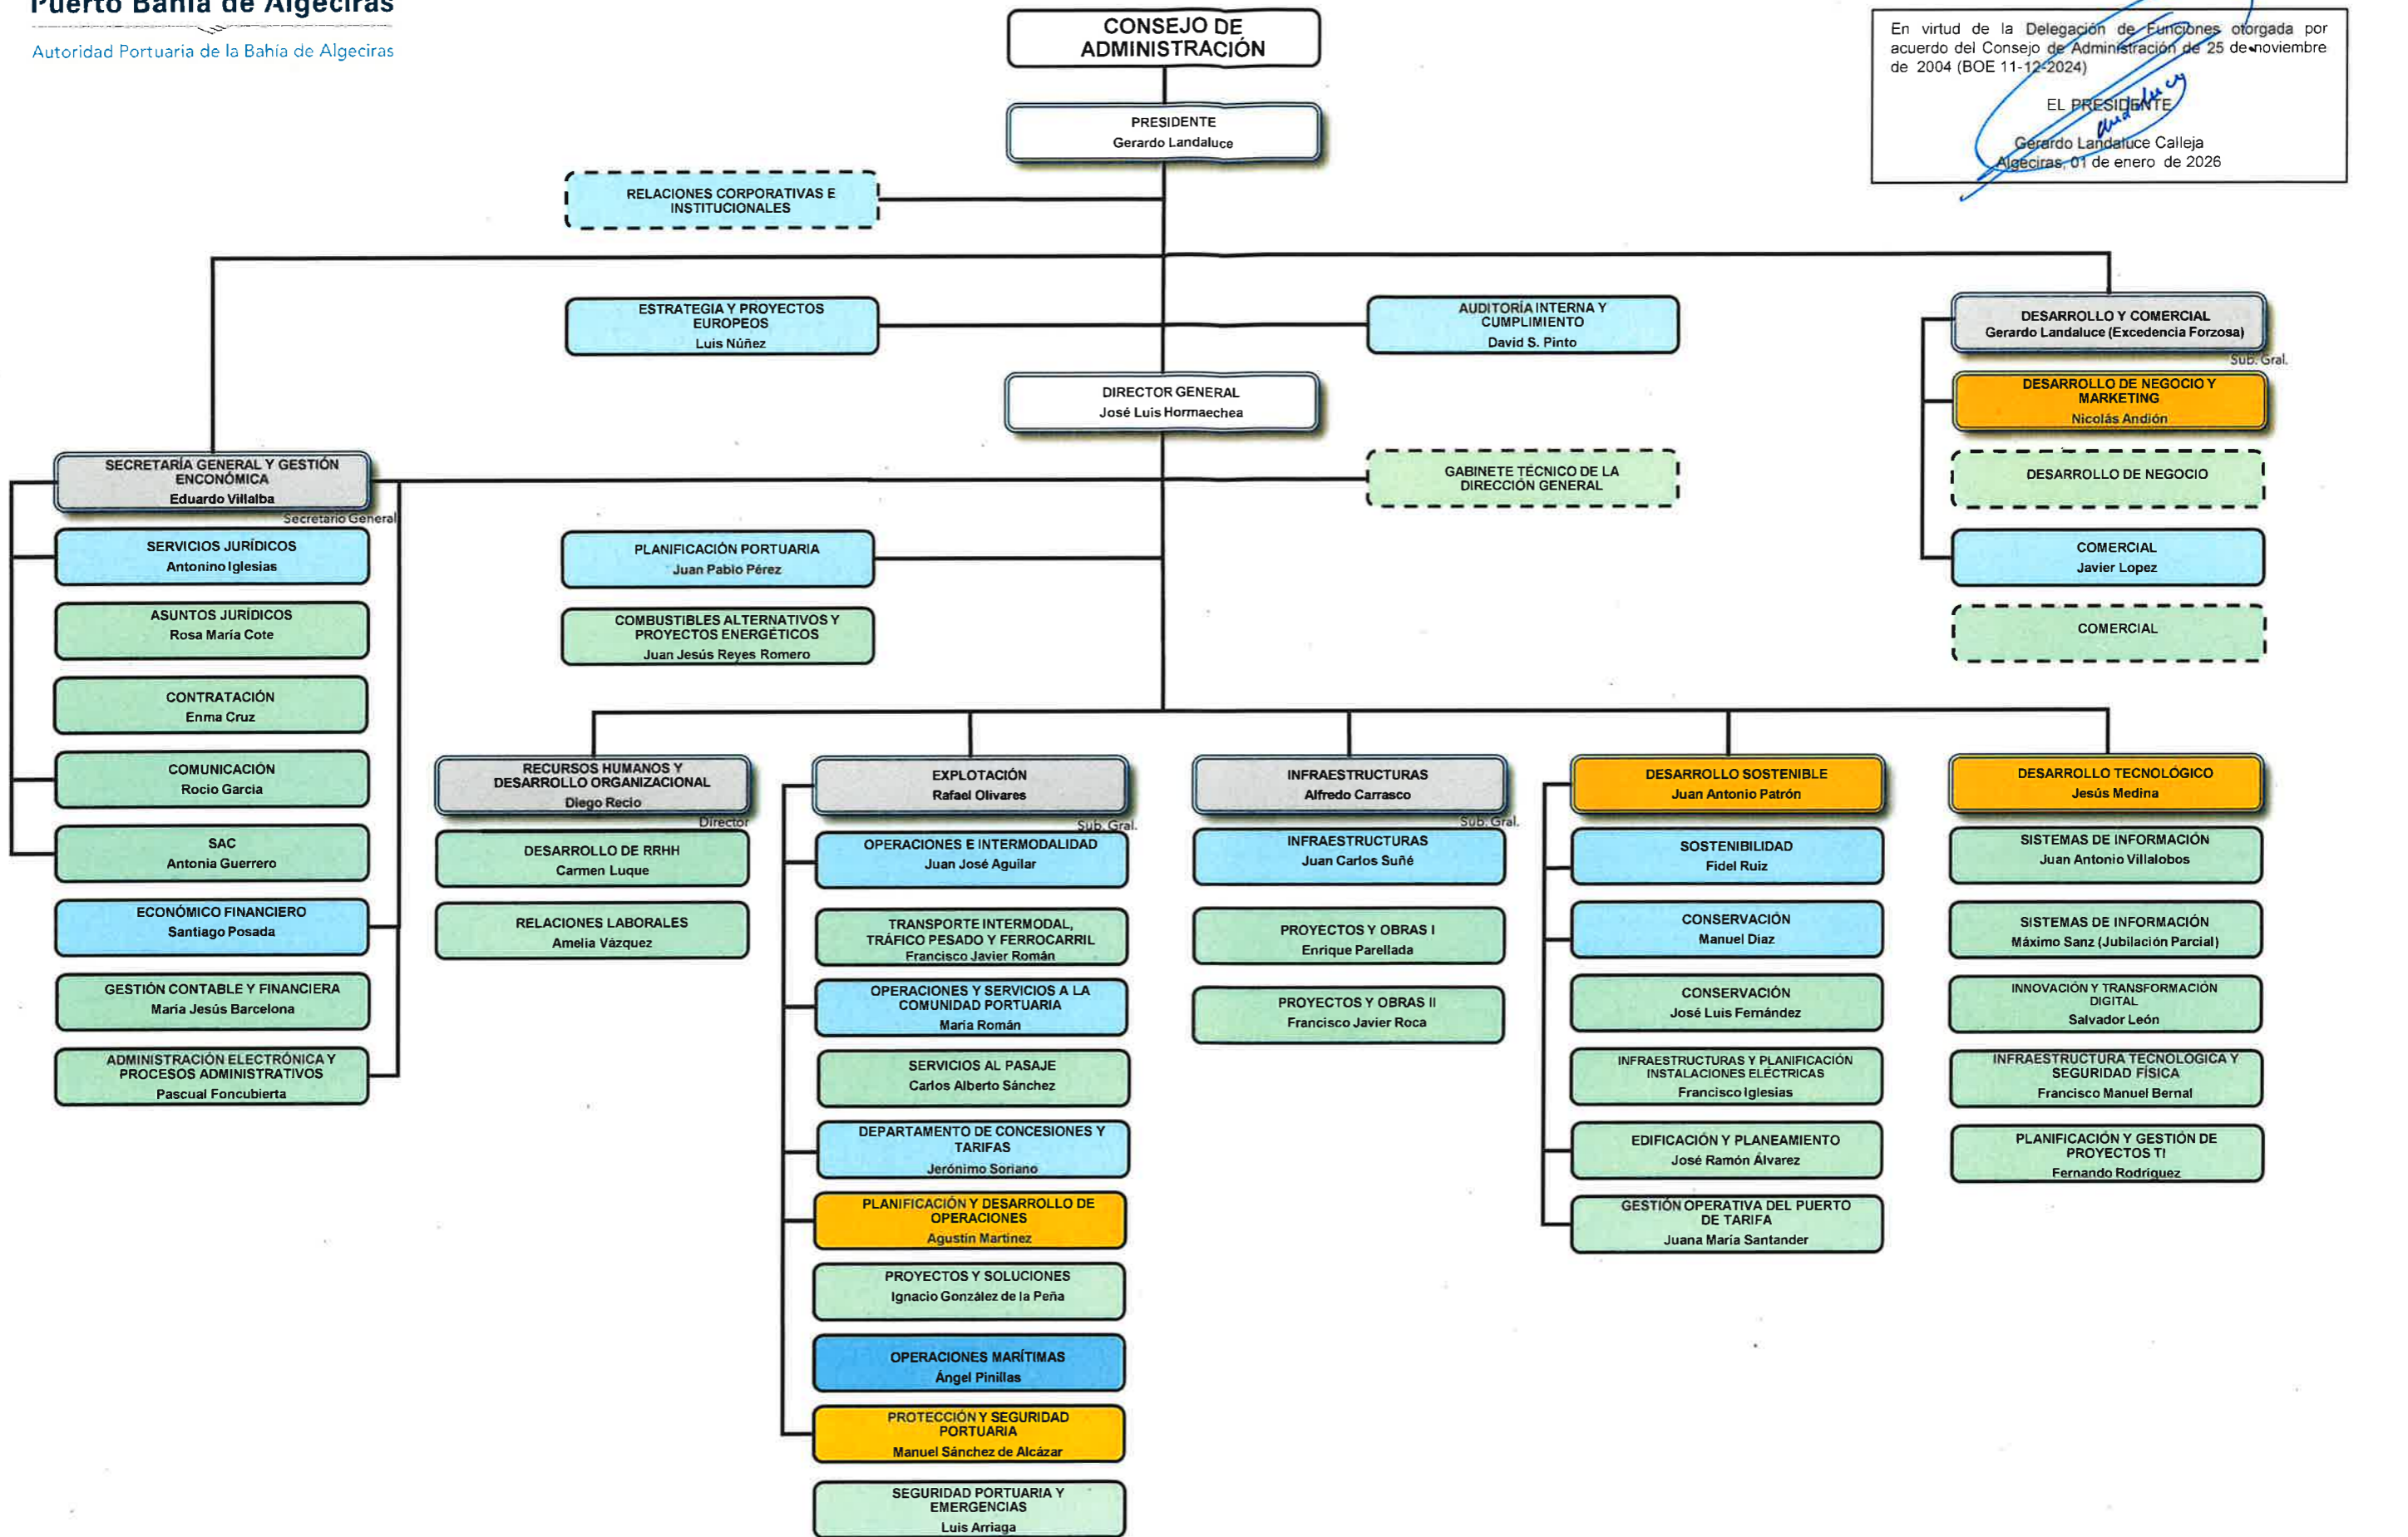 Puerto Bahía de Algeciras
Autoridad Portuaria de la Bahía de Algeciras
CONSEJO DE
ADMINISTRACIÓN
En virtud de la Delegación de Funciones otorgada por
acuerdo del Consejo de Administración de 25 de noviembre
de 2004 (BOE 11-12-2024)
EL PRESIDENTE
Gerardo Landaluce Calleja
Algeciras, 01 de enero de 2026
PRESIDENTE
Gerardo Landaluce
RELACIONES CORPORATIVAS E
INSTITUCIONALES
ESTRATEGIA Y PROYECTOS
EUROPEOS
Luis Núñez
AUDITORÍA INTERNA Y
CUMPLIMIENTO
David S. Pinto
DIRECTOR GENERAL
José Luis Hormaechea
DESARROLLO Y COMERCIAL
Gerardo Landaluce (Excedencia Forzosa)
Sub. Gral.
DESARROLLO DE NEGOCIO Y
MARKETING
Nicolás Andión
DESARROLLO DE NEGOCIO
COMERCIAL
Javier Lopez
COMERCIAL
GABINETE TÉCNICO DE LA
DIRECCIÓN GENERAL
PLANIFICACIÓN PORTUARIA
Juan Pablo Pérez
COMBUSTIBLES ALTERNATIVOS Y
PROYECTOS ENERGÉTICOS
Juan Jesús Reyes Romero
SECRETARÍA GENERAL Y GESTIÓN
ENCONÓMICA
Eduardo Villalba
Secretario General
SERVICIOS JURÍDICOS
Antonino Iglesias
ASUNTOS JURÍDICOS
Rosa María Cote
CONTRATACIÓN
Enma Cruz
COMUNICACIÓN
Rocio Garcia
SAC
Antonia Guerrero
ECONÓMICO FINANCIERO
Santiago Posada
GESTIÓN CONTABLE Y FINANCIERA
María Jesús Barcelona
ADMINISTRACIÓN ELECTRÓNICA Y
PROCESOS ADMINISTRATIVOS
Pascual Foncubierta
RECURSOS HUMANOS Y
DESARROLLO ORGANIZACIONAL
Diego Recio
Director
DESARROLLO DE RRHH
Carmen Luque
RELACIONES LABORALES
Amelia Vázquez
EXPLOTACIÓN
Rafael Olivares
Sub. Gral.
OPERACIONES E INTERMODALIDAD
Juan José Aguilar
TRANSPORTE INTERMODAL,
TRÁFICO PESADO Y FERROCARRIL
Francisco Javier Román
OPERACIONES Y SERVICIOS A LA
COMUNIDAD PORTUARIA
María Román
SERVICIOS AL PASAJE
Carlos Alberto Sánchez
DEPARTAMENTO DE CONCESIONES Y
TARIFAS
Jerónimo Soriano
PLANIFICACIÓN Y DESARROLLO DE
OPERACIONES
Agustín Martínez
PROYECTOS Y SOLUCIONES
Ignacio González de la Peña
OPERACIONES MARÍTIMAS
Ángel Pinillas
PROTECCIÓN Y SEGURIDAD
PORTUARIA
Manuel Sánchez de Alcázar
SEGURIDAD PORTUARIA Y
EMERGENCIAS
Luis Arriaga
INFRAESTRUCTURAS
Alfredo Carrasco
Sub. Gral.
INFRAESTRUCTURAS
Juan Carlos Suñé
PROYECTOS Y OBRAS I
Enrique Parellada
PROYECTOS Y OBRAS II
Francisco Javier Roca
DESARROLLO SOSTENIBLE
Juan Antonio Patrón
SOSTENIBILIDAD
Fidel Ruiz
CONSERVACIÓN
Manuel Diaz
CONSERVACIÓN
José Luis Fernández
INFRAESTRUCTURAS Y PLANIFICACIÓN
INSTALACIONES ELÉCTRICAS
Francisco Iglesias
EDIFICACIÓN Y PLANEAMIENTO
José Ramón Álvarez
GESTIÓN OPERATIVA DEL PUERTO
DE TARIFA
Juana María Santander
DESARROLLO TECNOLÓGICO
Jesús Medina
SISTEMAS DE INFORMACIÓN
Juan Antonio Villalobos
SISTEMAS DE INFORMACIÓN
Máximo Sanz (Jubilación Parcial)
INNOVACIÓN Y TRANSFORMACIÓN
DIGITAL
Salvador León
INFRAESTRUCTURA TECNOLOGICA Y
SEGURIDAD FÍSICA
Francisco Manuel Bernal
PLANIFICACIÓN Y GESTIÓN DE
PROYECTOS TI
Fernando Rodríguez